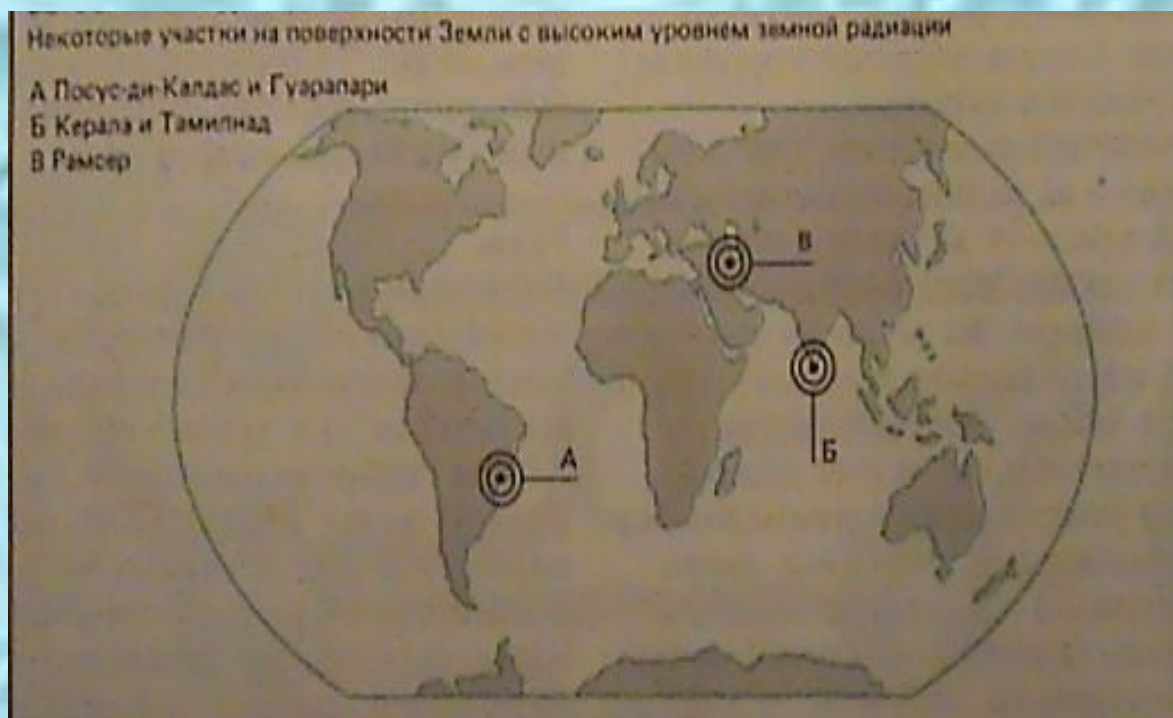 Некоторые участки на поверхности Земли с высоким уровнем земной радиации
А Посус-ди-Калдас и Гуарапари
Б Керала и Тамилнад
В Рамсер
В
Б
А